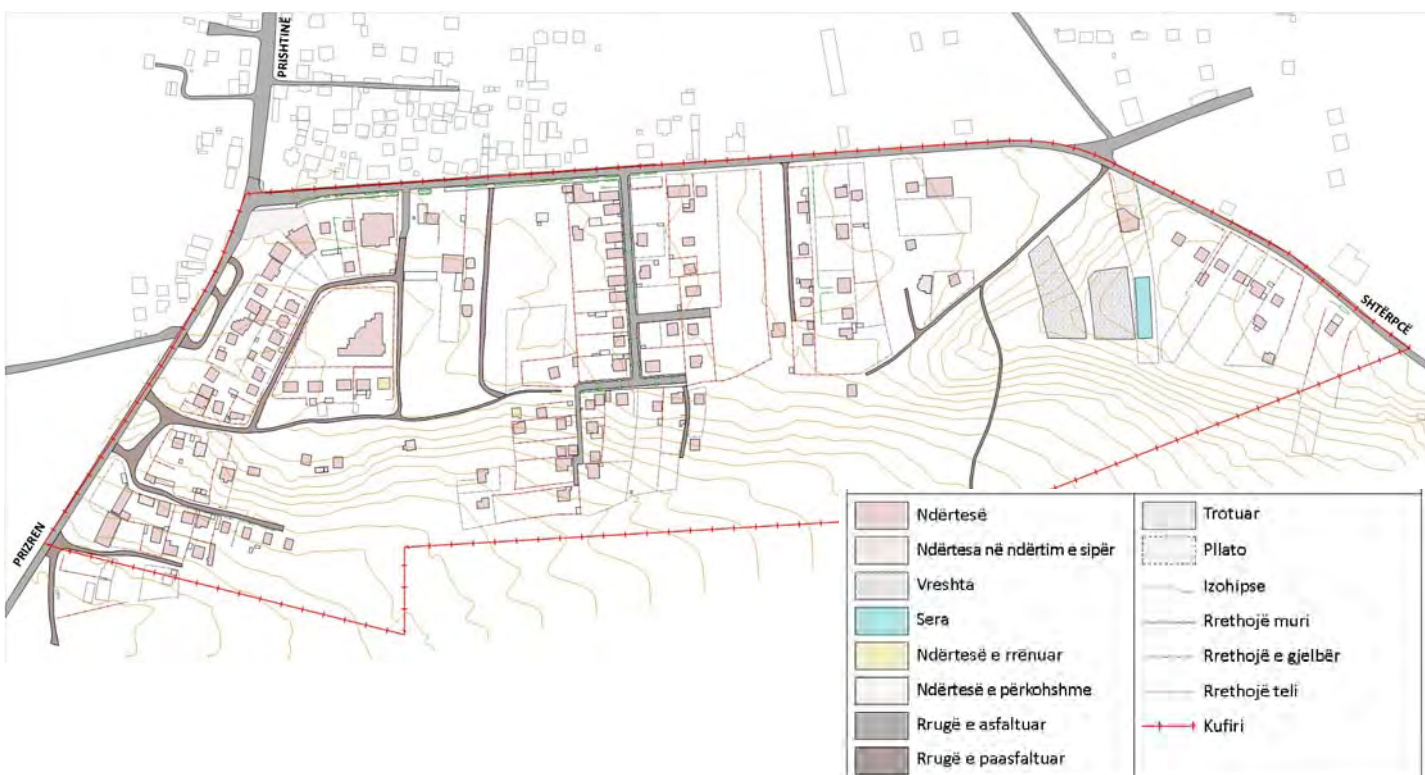 PRISHTINË
SHTËRPCË
PRIZREN
Ndërtesë
Ndërtesa në ndërtim e sipër
Vreshta
Sera
Ndërtesë e rrënuar
Ndërtesë e përkohshme
Rrugë e asfaltuar
Rrugë e paasfaltuar
Trotuar
Pllato
Izohipse
Rrethojë muri
Rrethojë e gjelbër
Rrethojë teli
Kufiri